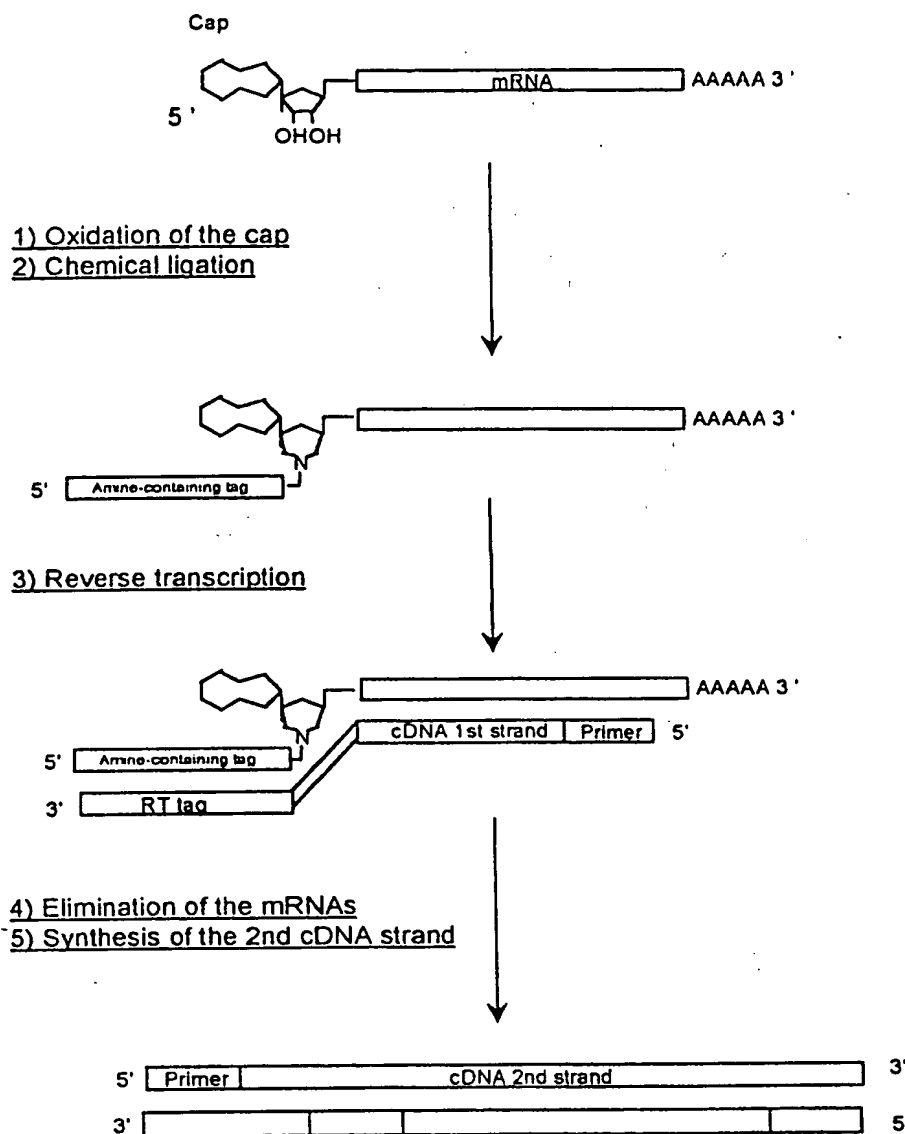 Cap
mRNA AAAAA 3 '
5 '
OHOH
1) Oxidation of the cap
2) Chemical ligation
AAAAA 3 '
N
5' Amine-containing tag
3) Reverse transcription
AAAAA 3 '
N
cDNA 1st strand Primer 5'
5' Amine-containing tag
3' RT tag
4) Elimination of the mRNAs
5) Synthesis of the 2nd cDNA strand
5' Primer cDNA 2nd strand 3'
3' 5'